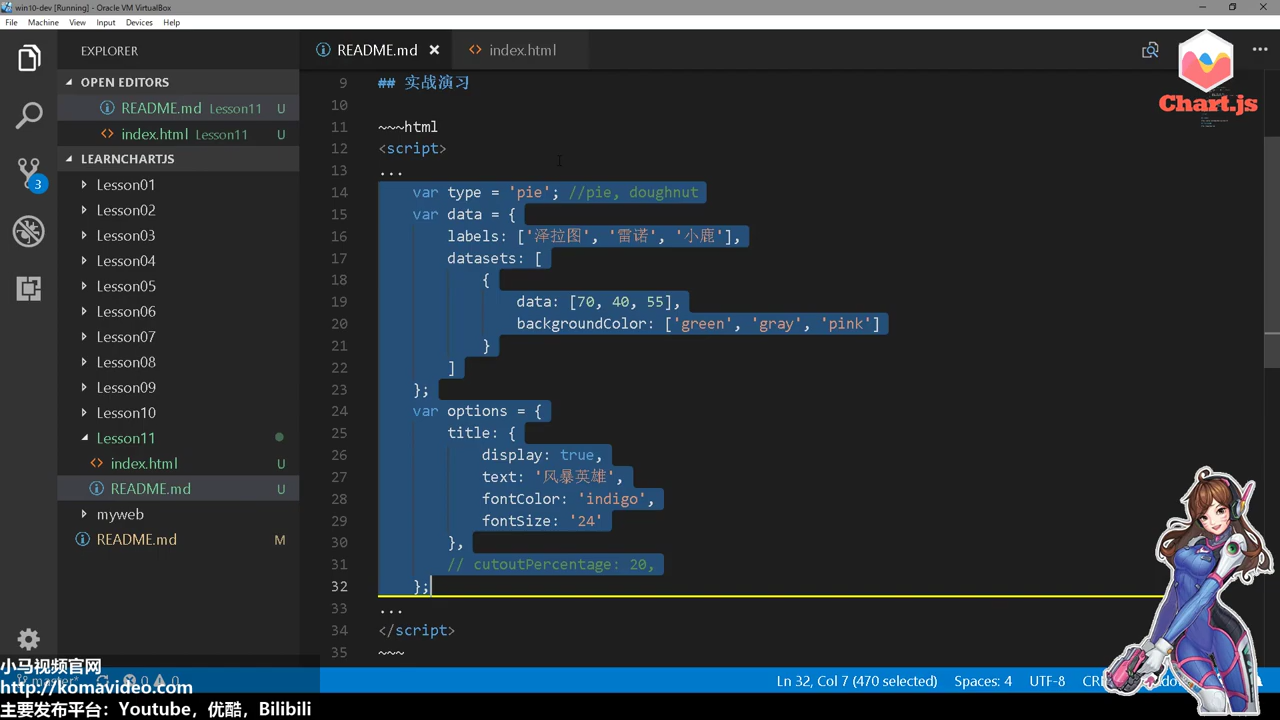 win10-dev [Running] - Oracle VM VirtualBox
File Machine View Input Devices Help
EXPLORER
OPEN EDITORS
README.md Lesson11 U
index.html Lesson11 U
LEARNCHARTJS
Lesson01
Lesson02
Lesson03
Lesson04
Lesson05
Lesson06
Lesson07
Lesson08
Lesson09
Lesson10
Lesson11
index.html U
README.md U
myweb
README.md M
3
README.md
index.html
Chart.js
9 ## 实战演习
10
11 ~~~html
12 <script>
13 ...
14 var type = 'pie'; //pie, doughnut
15 var data = {
16 labels: ['泽拉图', '雷诺', '小鹿'],
17 datasets: [
18 {
19 data: [70, 40, 55],
20 backgroundColor: ['green', 'gray', 'pink']
21 }
22 ]
23 };
24 var options = {
25 title: {
26 display: true,
27 text: '风暴英雄',
28 fontColor: 'indigo',
29 fontSize: '24'
30 },
31 // cutoutPercentage: 20,
32 };
33 ...
34 </script>
35 ~~~
小马视频官网
http://komavideo.com
主要发布平台: Youtube, 优酷, Bilibili
master* 0 0
Ln 32, Col 7 (470 selected) Spaces: 4 UTF-8